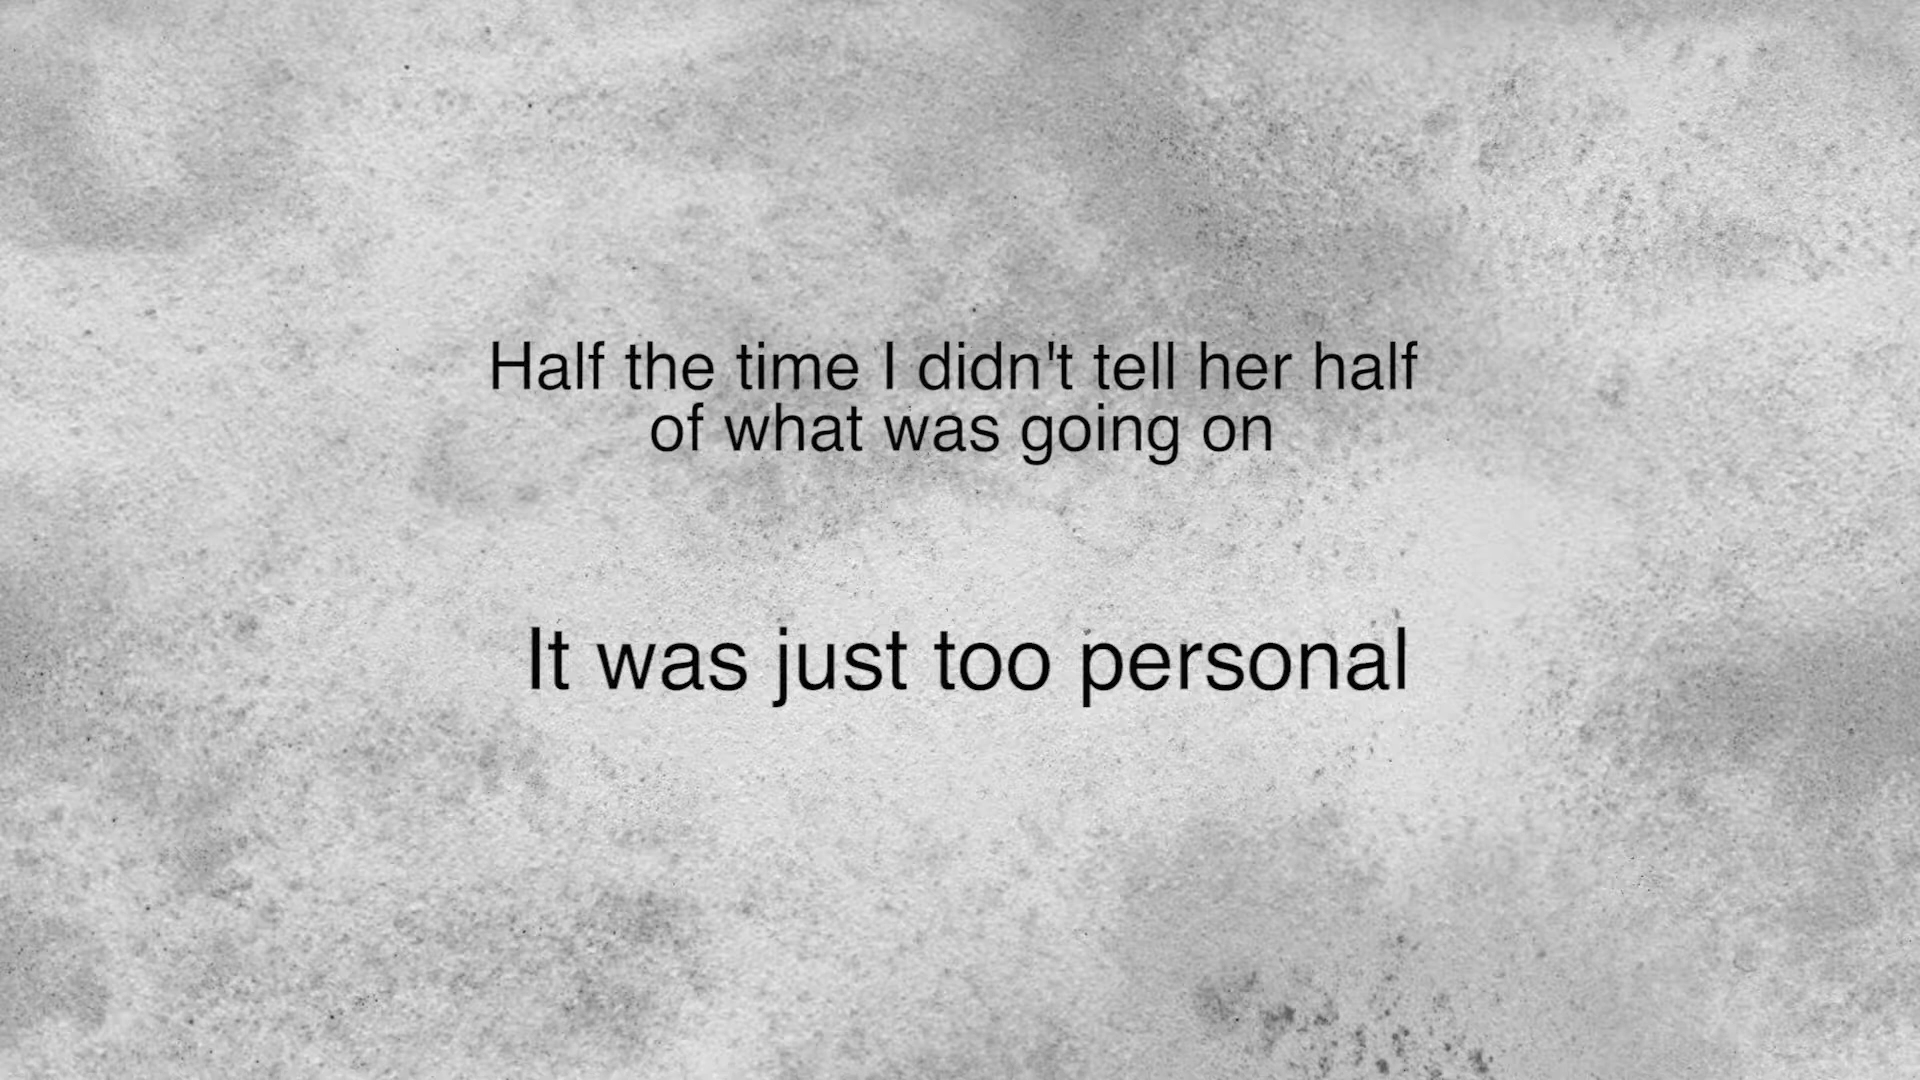 Half the time I didn't tell her half
of what was going on
It was just too personal